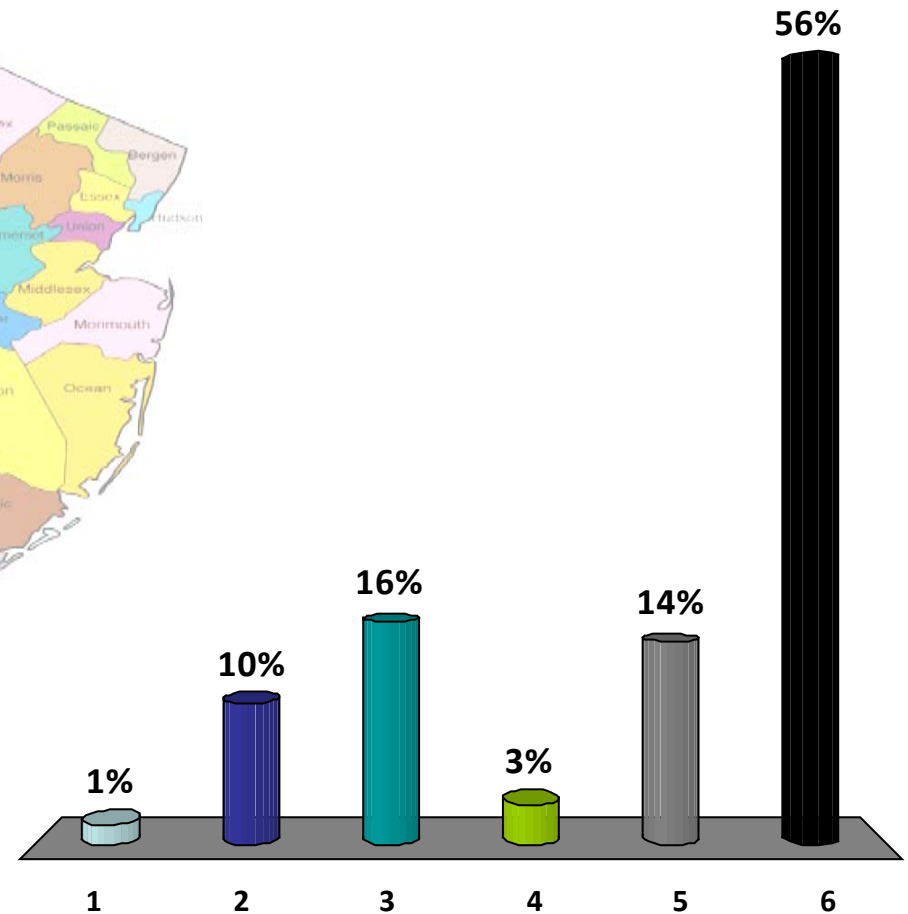 56%
Passaic
Bergen
Morris
Essex
Hudson
Union
Middlesex
Monmouth
Ocean
16%
14%
10%
3%
1%
1 2 3 4 5 6